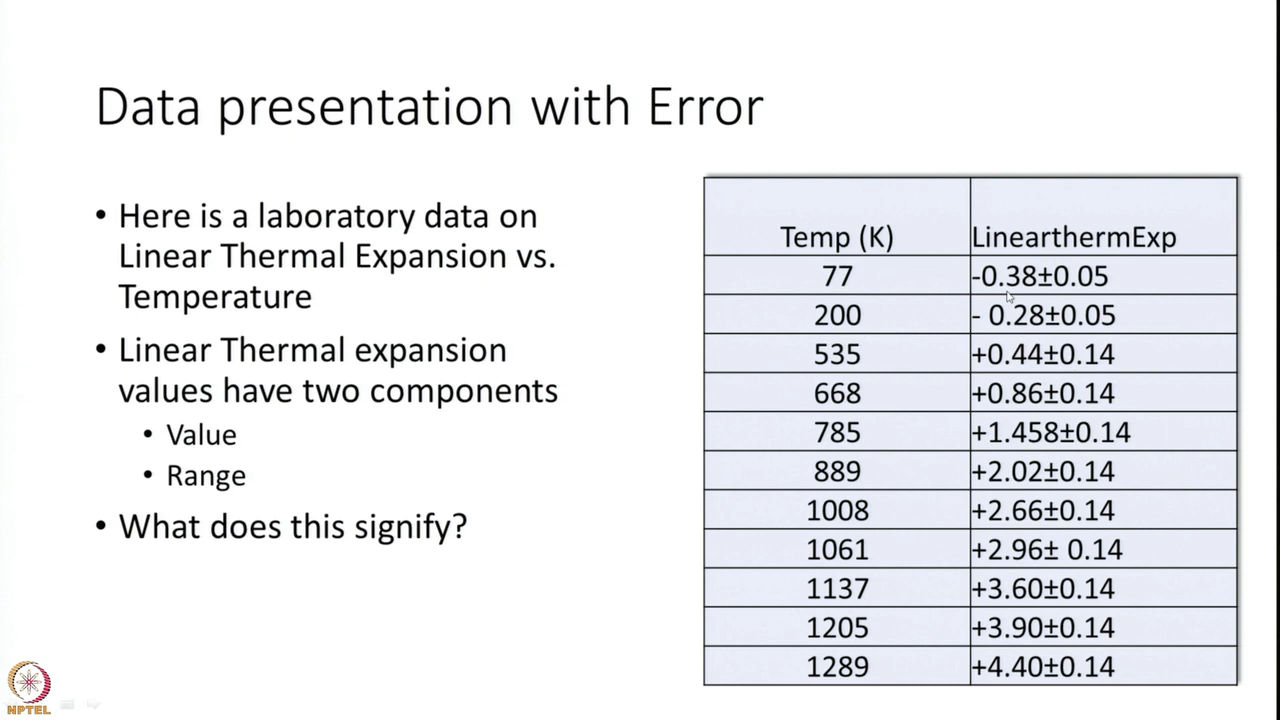 Data presentation with Error
• Here is a laboratory data on
Linear Thermal Expansion vs.
Temperature
• Linear Thermal expansion
values have two components
• Value
• Range
• What does this signify?
Temp (K) LinearthermExp
77 -0.38±0.05
200 - 0.28±0.05
535 +0.44±0.14
668 +0.86±0.14
785 +1.458±0.14
889 +2.02±0.14
1008 +2.66±0.14
1061 +2.96± 0.14
1137 +3.60±0.14
1205 +3.90±0.14
1289 +4.40±0.14
NPTEL